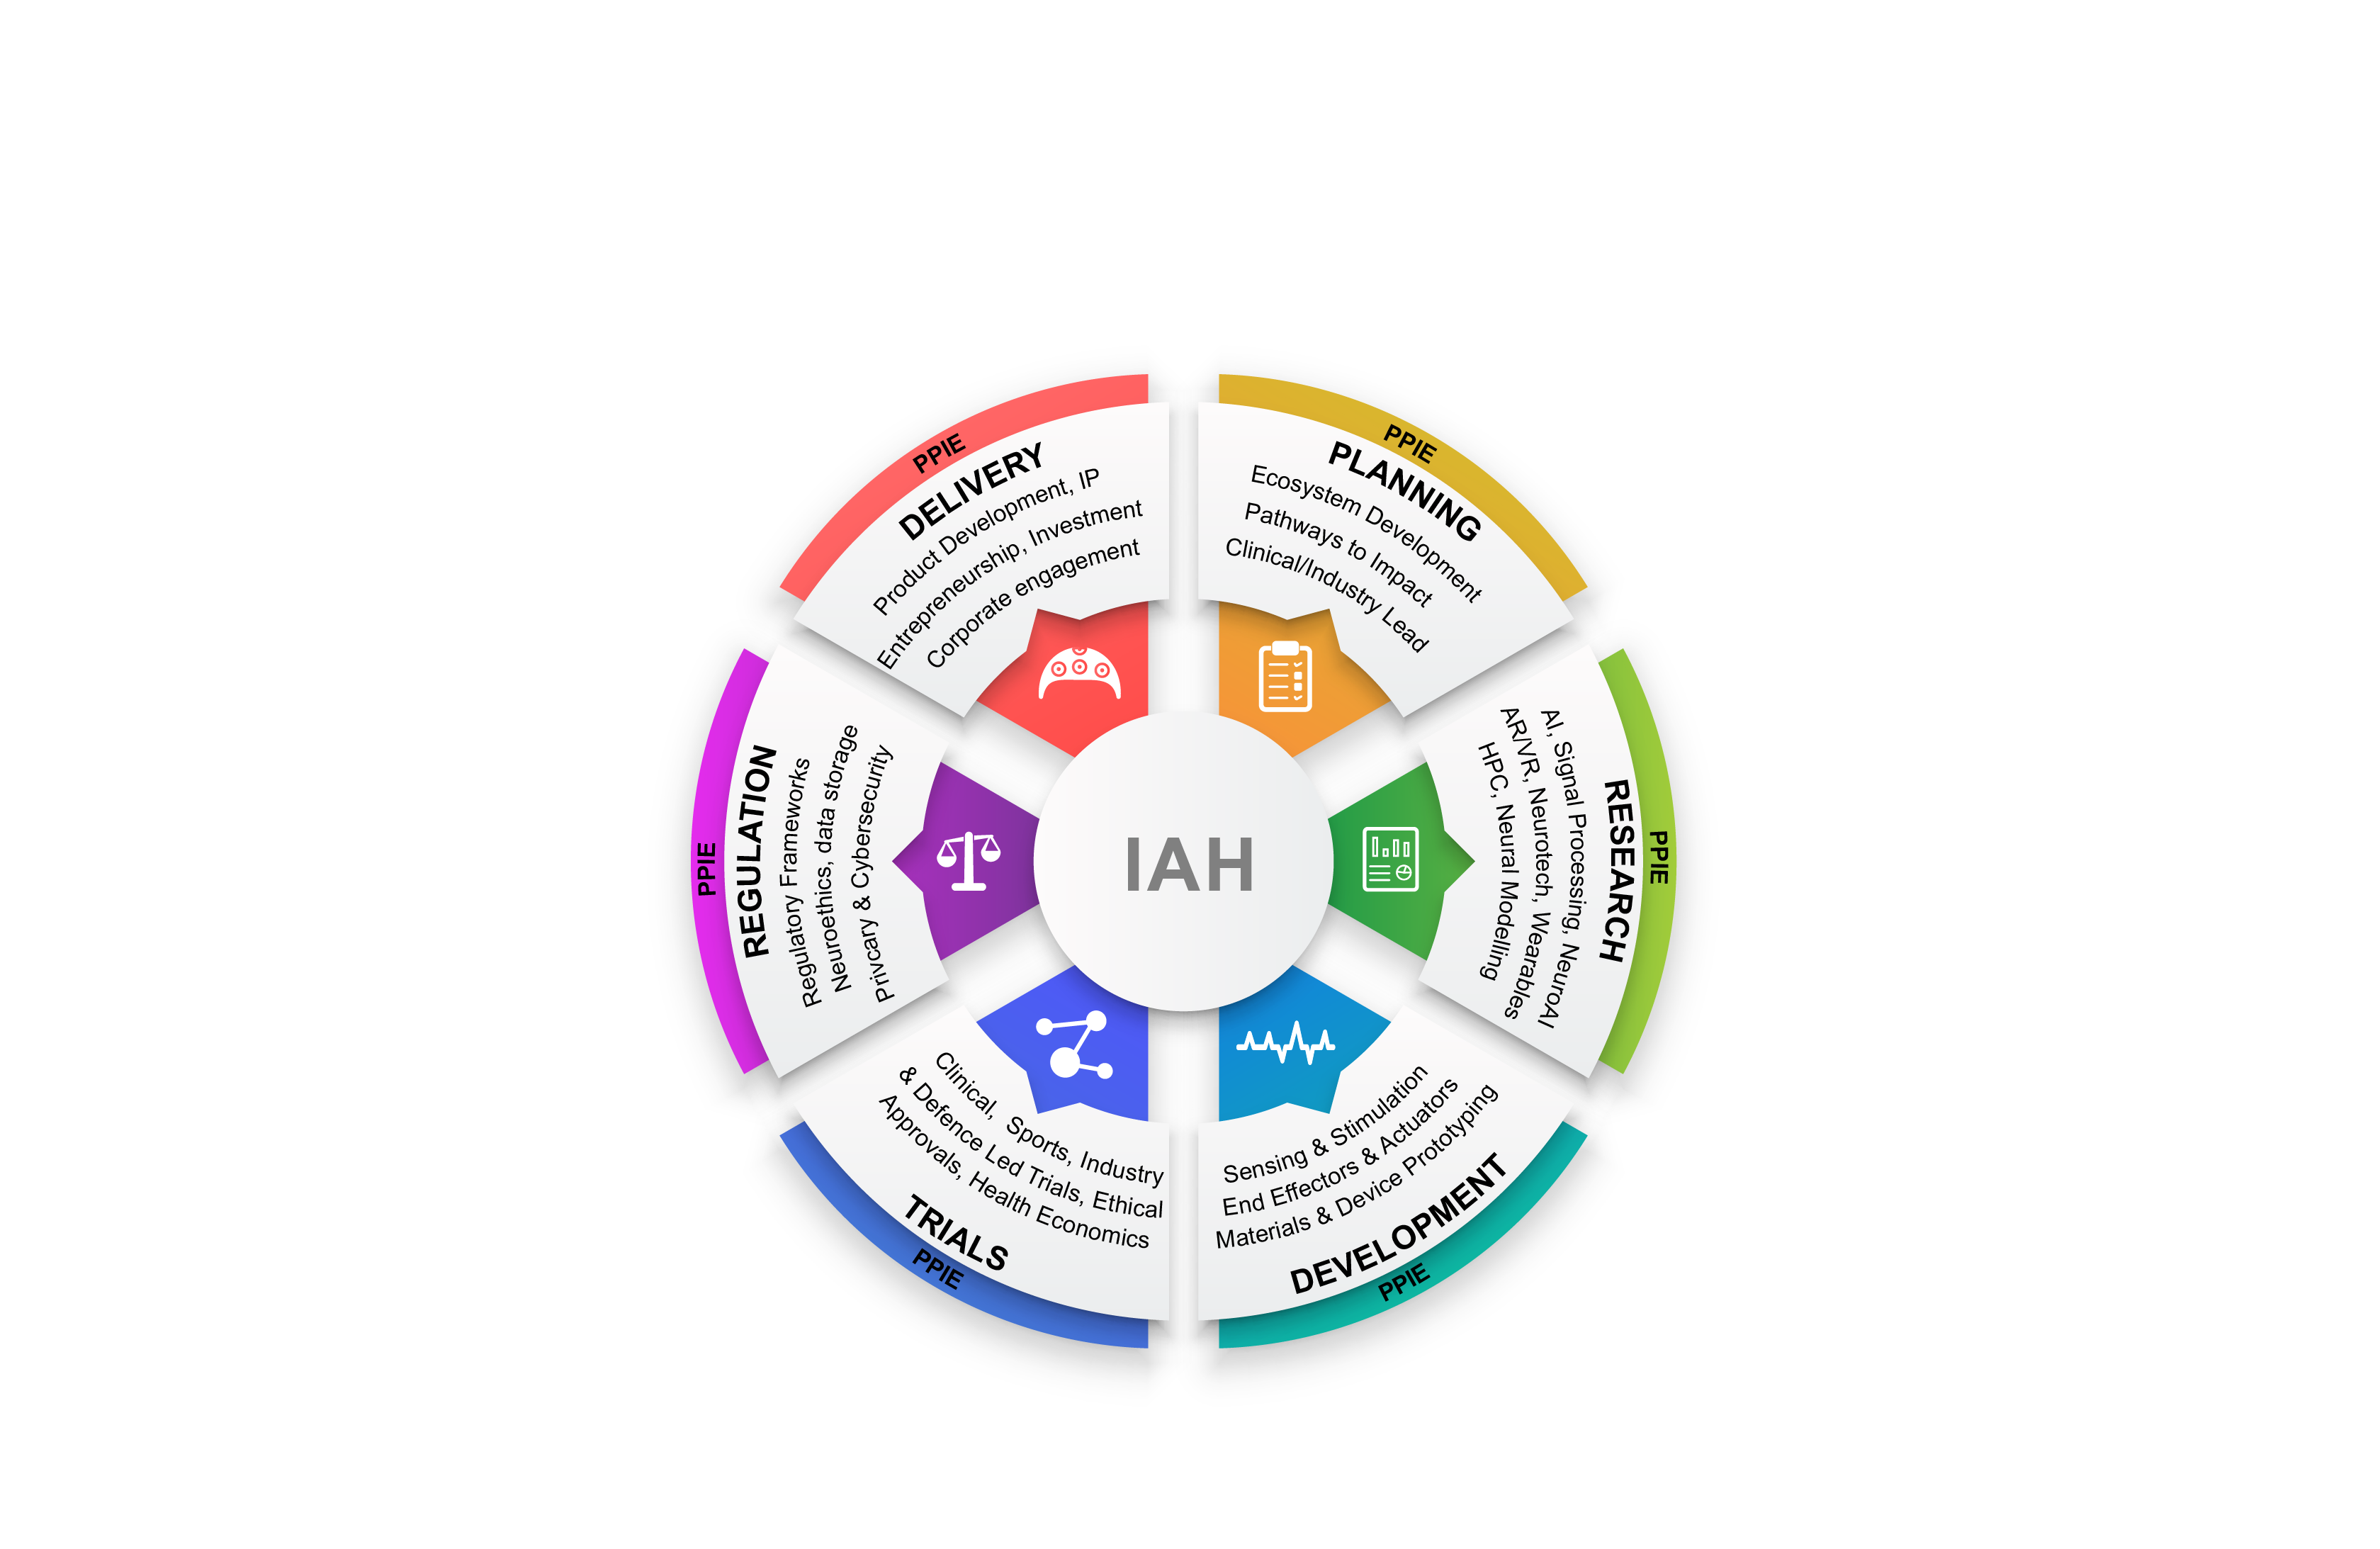 PPIE
PLANNING
Ecosystem Development
Pathways to Impact
Clinical/Industry Lead
PPIE
RESEARCH
AI, Signal Processing, NeuroAI
AR/VR, Neurotech, Wearables
HPC, Neural Modelling
Sensing & Stimulation
End Effectors & Actuators
Materials & Device Prototyping
DEVELOPMENT
PPIE
Clinical, Sports, Industry
& Defence Led Trials, Ethical
Approvals, Health Economics
TRIALS
PPIE
PPIE
REGULATION
Regulatory Frameworks
Neuroethics, data storage
Privcary & Cybersecurity
PPIE
DELIVERY
Product Development, IP
Entrepreneurship, Investment
Corporate engagement
IAH